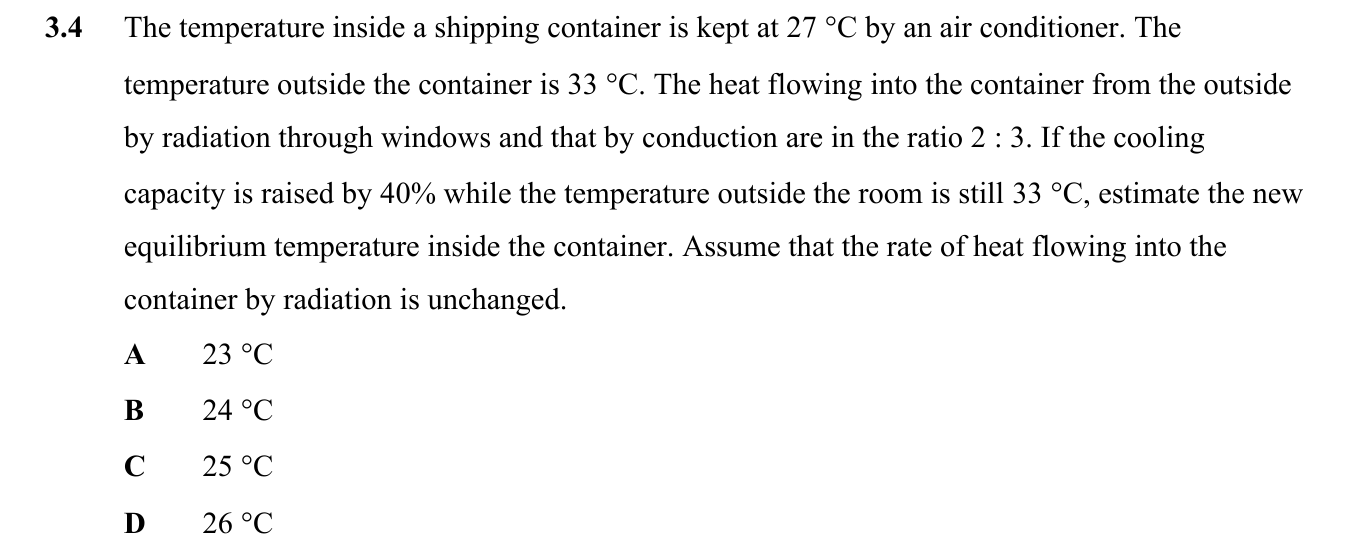 3.4 The temperature inside a shipping container is kept at 27 °C by an air conditioner. The
temperature outside the container is 33 °C. The heat flowing into the container from the outside
by radiation through windows and that by conduction are in the ratio 2 : 3. If the cooling
capacity is raised by 40% while the temperature outside the room is still 33 °C, estimate the new
equilibrium temperature inside the container. Assume that the rate of heat flowing into the
container by radiation is unchanged.
A 23 °C
B 24 °C
C 25 °C
D 26 °C